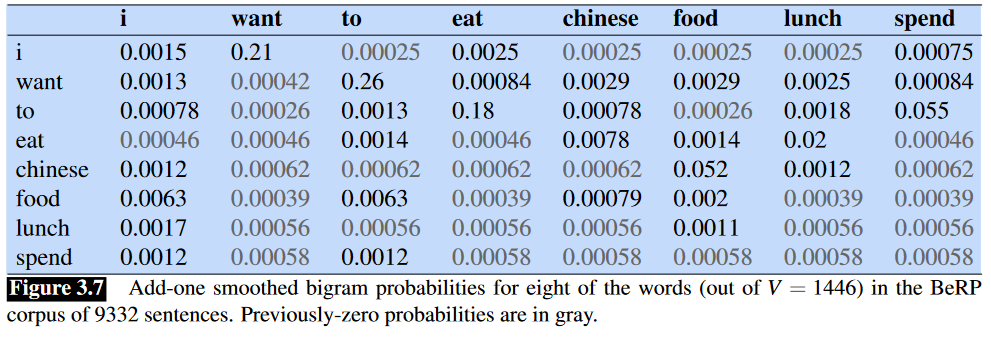 i want to eat chinese food lunch spend
i 0.0015 0.21 0.00025 0.0025 0.00025 0.00025 0.00025 0.00075
want 0.0013 0.00042 0.26 0.00084 0.0029 0.0029 0.0025 0.00084
to 0.00078 0.00026 0.0013 0.18 0.00078 0.00026 0.0018 0.055
eat 0.00046 0.00046 0.0014 0.00046 0.0078 0.0014 0.02 0.00046
chinese 0.0012 0.00062 0.00062 0.00062 0.00062 0.052 0.0012 0.00062
food 0.0063 0.00039 0.0063 0.00039 0.00079 0.002 0.00039 0.00039
lunch 0.0017 0.00056 0.00056 0.00056 0.00056 0.0011 0.00056 0.00056
spend 0.0012 0.00058 0.0012 0.00058 0.00058 0.00058 0.00058 0.00058
Figure 3.7 Add-one smoothed bigram probabilities for eight of the words (out of V = 1446) in the BeRP
corpus of 9332 sentences. Previously-zero probabilities are in gray.